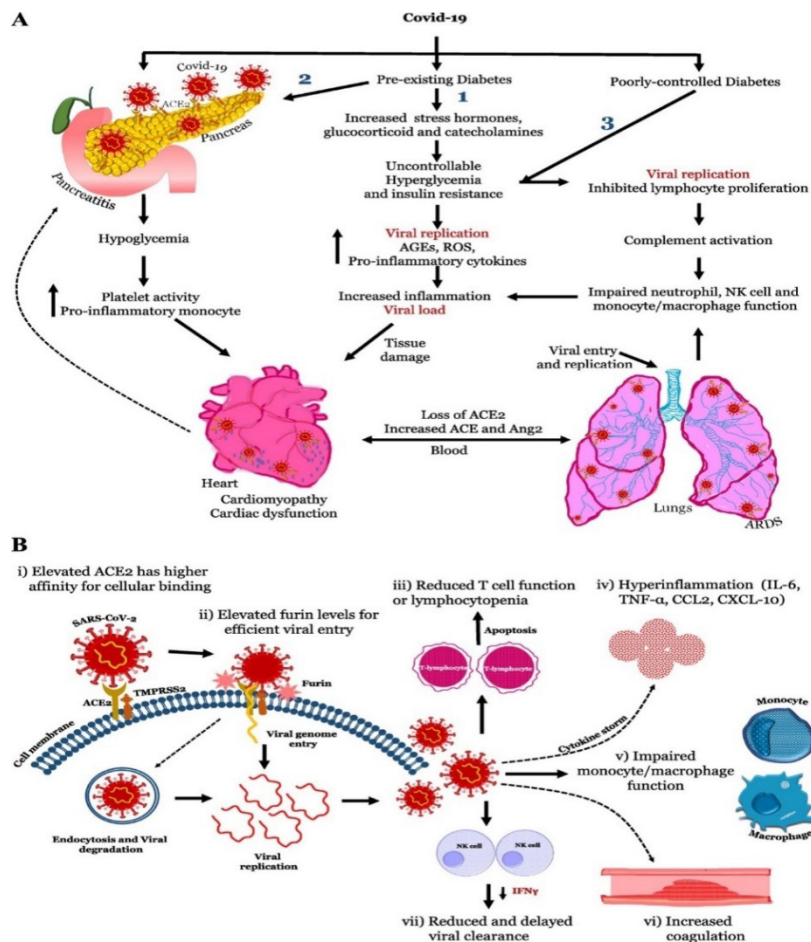 A
Covid-19
Covid-19
ACE2
Pancreas
Pancreatitis
2
Pre-existing Diabetes
1
Poorly-controlled Diabetes
3
Increased stress hormones,
glucocorticoid and catecholamines
Uncontrollable
Hyperglycemia
and insulin resistance
Viral replication
Inhibited lymphocyte proliferation
Hypoglycemia
Viral replication
AGEs, ROS,
Pro-inflammatory cytokines
Complement activation
Platelet activity
Pro-inflammatory monocyte
Increased inflammation
Viral load
Impaired neutrophil, NK cell and
monocyte/macrophage function
Tissue
damage
Viral entry
and replication
Loss of ACE2
Increased ACE and Ang2
Blood
Heart
Cardiomyopathy
Cardiac dysfunction
Lungs
ARDS
B
i) Elevated ACE2 has higher
affinity for cellular binding
SARS-CoV-2
ii) Elevated furin levels for
efficient viral entry
iii) Reduced T cell function
or lymphocytopenia
iv) Hyperinflammation (IL-6,
TNF-α, CCL2, CXCL-10)
Apoptosis
T-lymphocyte
T-lymphocyte
ACE2
TMPRSS2
Furin
Cell membrane
Viral genome
entry
Cytokine storm
Monocyte
v) Impaired
monocyte/macrophage
function
Macrophage
Endocytosis and Viral
degradation
Viral
replication
NK cell
NK cell
IFNγ
vii) Reduced and delayed
viral clearance
vi) Increased
coagulation